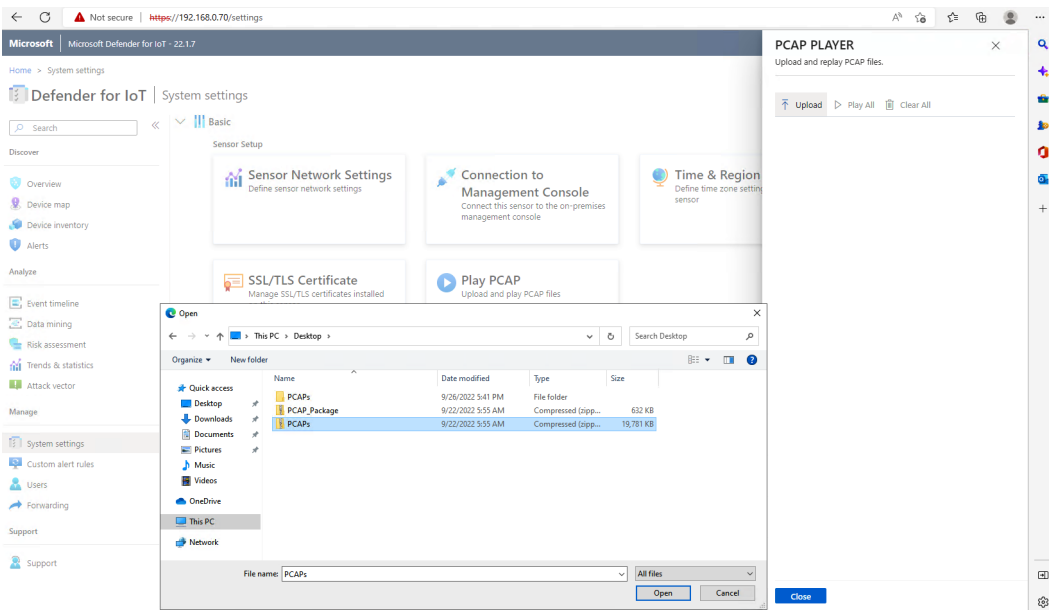 Not secure | https://192.168.0.70/settings
Microsoft | Microsoft Defender for IoT - 22.1.7
Home > System settings
Defender for IoT | System settings
Search
Discover
Overview
Device map
Device inventory
Alerts
Analyze
Event timeline
Data mining
Risk assessment
Trends & statistics
Attack vector
Manage
System settings
Custom alert rules
Users
Forwarding
Support
Support
Basic
Sensor Setup
Sensor Network Settings
Define sensor network settings
Connection to
Management Console
Connect this sensor to the on-premises
management console
Time & Region
Define time zone setting
sensor
SSL/TLS Certificate
Manage SSL/TLS certificates installed
Play PCAP
Upload and play PCAP files
PCAP PLAYER
Upload and replay PCAP files.
Upload Play All Clear All
Close
Open
This PC > Desktop >
Search Desktop
Organize New folder
Quick access
Desktop
Downloads
Documents
Pictures
Music
Videos
OneDrive
This PC
Network
Name Date modified Type Size
PCAPs 9/26/2022 5:41 PM File folder
PCAP_Package 9/22/2022 5:55 AM Compressed (zipp... 632 KB
PCAPs 9/22/2022 5:55 AM Compressed (zipp... 19,781 KB
File name: PCAPs All files
Open Cancel